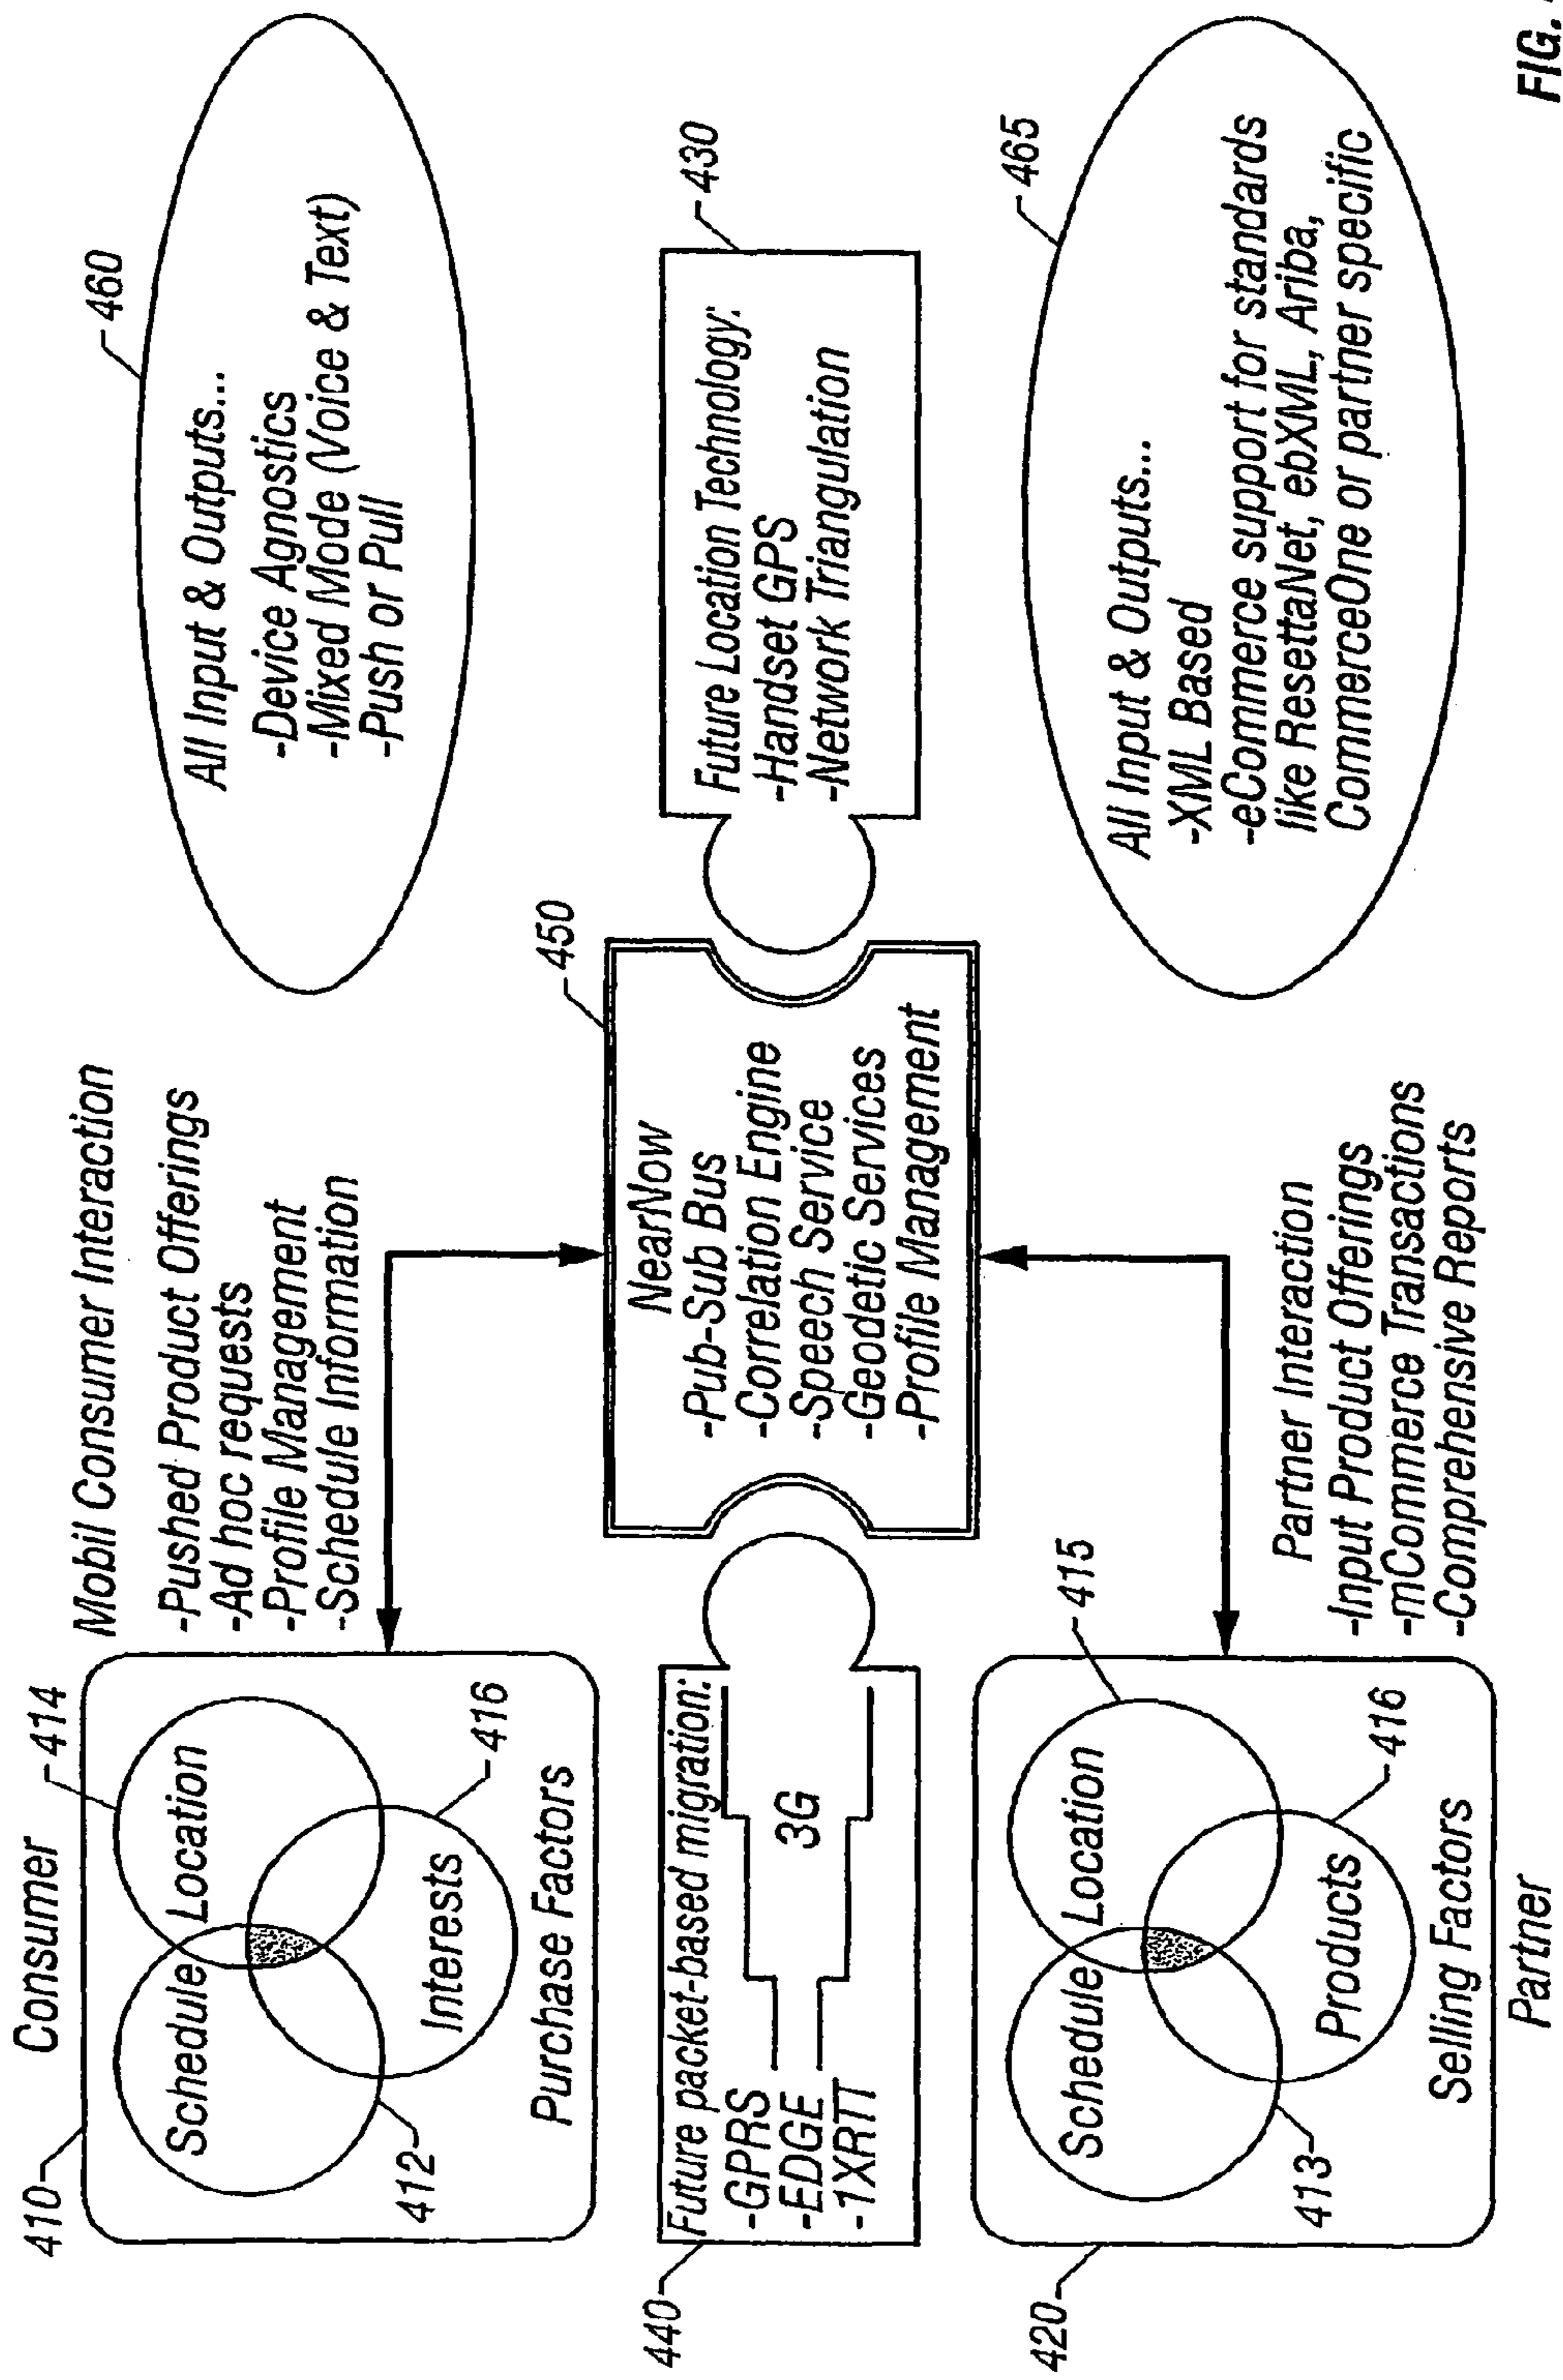 410
Consumer
414
Schedule
Location
Interests
412
416
Purchase Factors
Mobil Consumer Interaction
-Pushed Product Offerings
-Ad hoc requests
-Profile Management
-Schedule Information
460
All Input & Outputs...
-Device Agnostics
-Mixed Mode (Voice & Text)
-Push or Pull
440
Future packet-based migration:
-GPRS
-EDGE
-1XRTT
3G
450
NearNow
-Pub-Sub Bus
-Correlation Engine
-Speech Service
-Geodetic Services
-Profile Management
430
Future Location Technology:
-Handset GPS
-Network Triangulation
420
415
Schedule
Location
Products
413
416
Selling Factors
Partner
Partner Interaction
-Input Product Offerings
-mCommerce Transactions
-Comprehensive Reports
465
All Input & Outputs...
-XML Based
-eCommerce support for standards
like ResettaNet, ebXML, Ariba,
CommerceOne or partner specific
FIG.